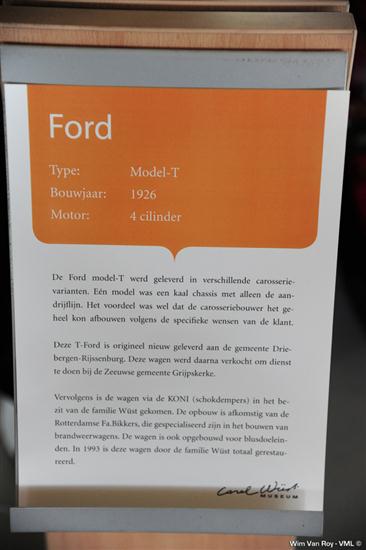 Ford
Type: Model-T
Bouwjaar: 1926
Motor: 4 cilinder
De Ford model-T werd geleverd in verschillende carosserie-
varianten. Eén model was een kaal chassis met alleen de aan-
drijflijn. Het voordeel was wel dat de carosseriebouwer het ge-
heel kon afbouwen volgens de specifieke wensen van de klant.
Deze T-Ford is origineel nieuw geleverd aan de gemeente Drie-
bergen-Rijssenburg. Deze wagen werd daarna verkocht om dienst
te doen bij de Zeeuwse gemeente Grijpskerke.
Vervolgens is de wagen via de KONI (schokdempers) in het be-
zit van de familie Wüst gekomen. De opbouw is afkomstig van de
Rotterdamse Fa.Bikkers, die gespecialiseerd zijn in het bouwen van
brandweerwagens. De wagen is ook opgebouwd voor blusdoelein-
den. In 1993 is deze wagen door de familie Wüst totaal gerestau-
reerd.
Carel Wüst
MUSEUM
Wim Van Roy - VML ©